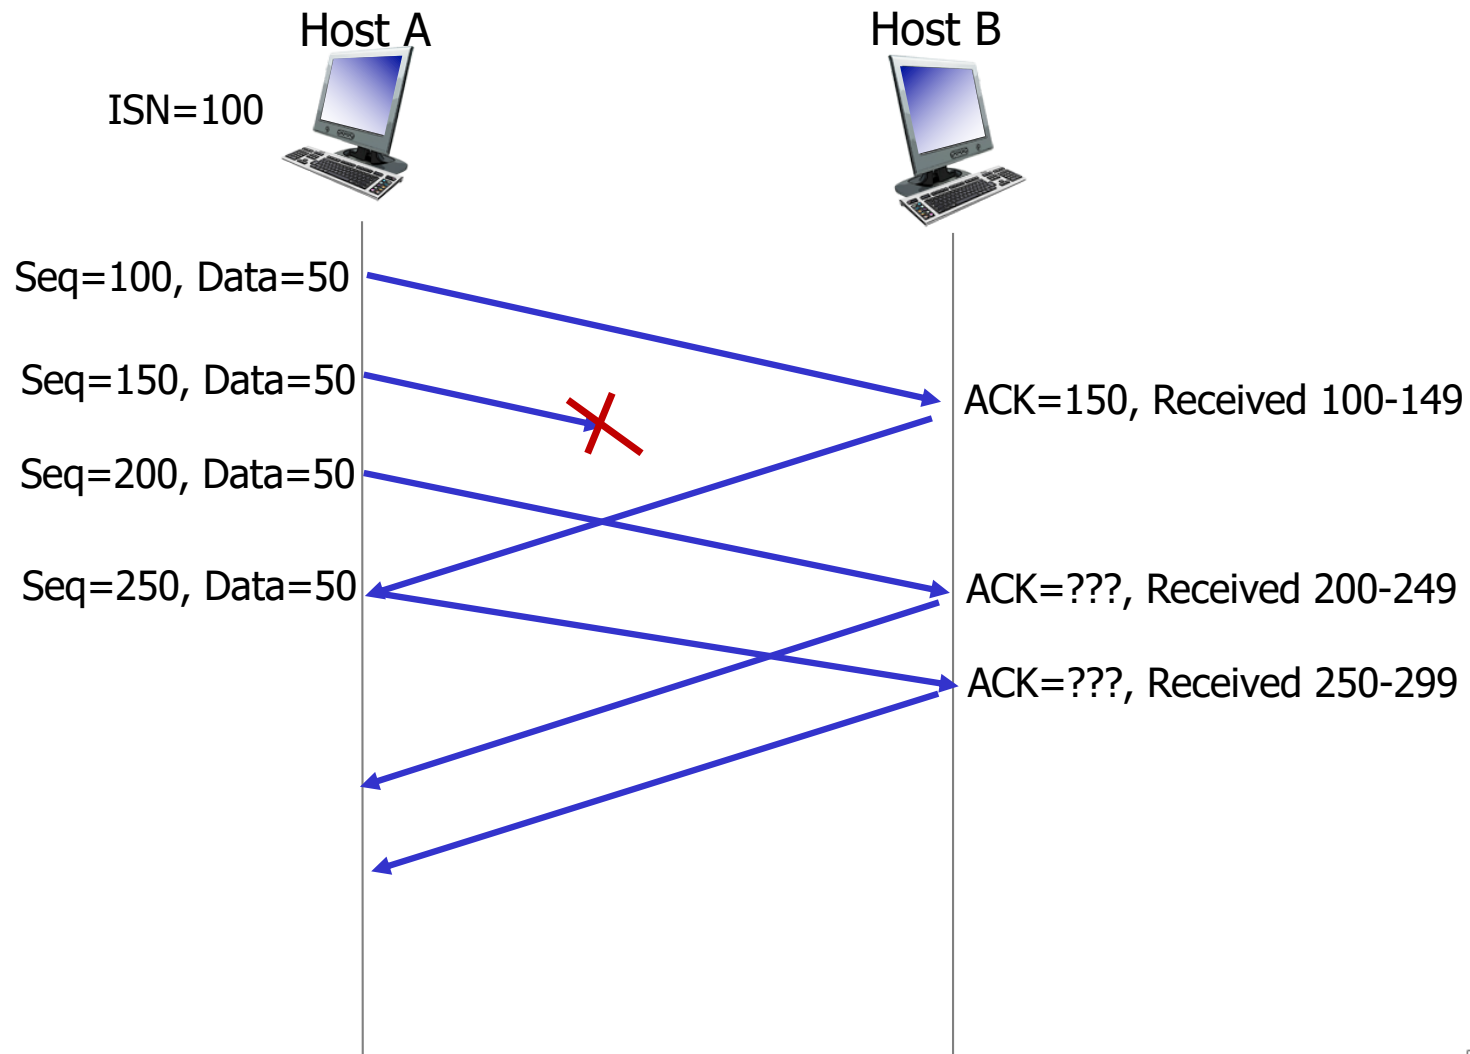 Host A
Host B
ISN=100
Seq=100, Data=50
Seq=150, Data=50
ACK=150, Received 100-149
Seq=200, Data=50
Seq=250, Data=50
ACK=???, Received 200-249
ACK=???, Received 250-299